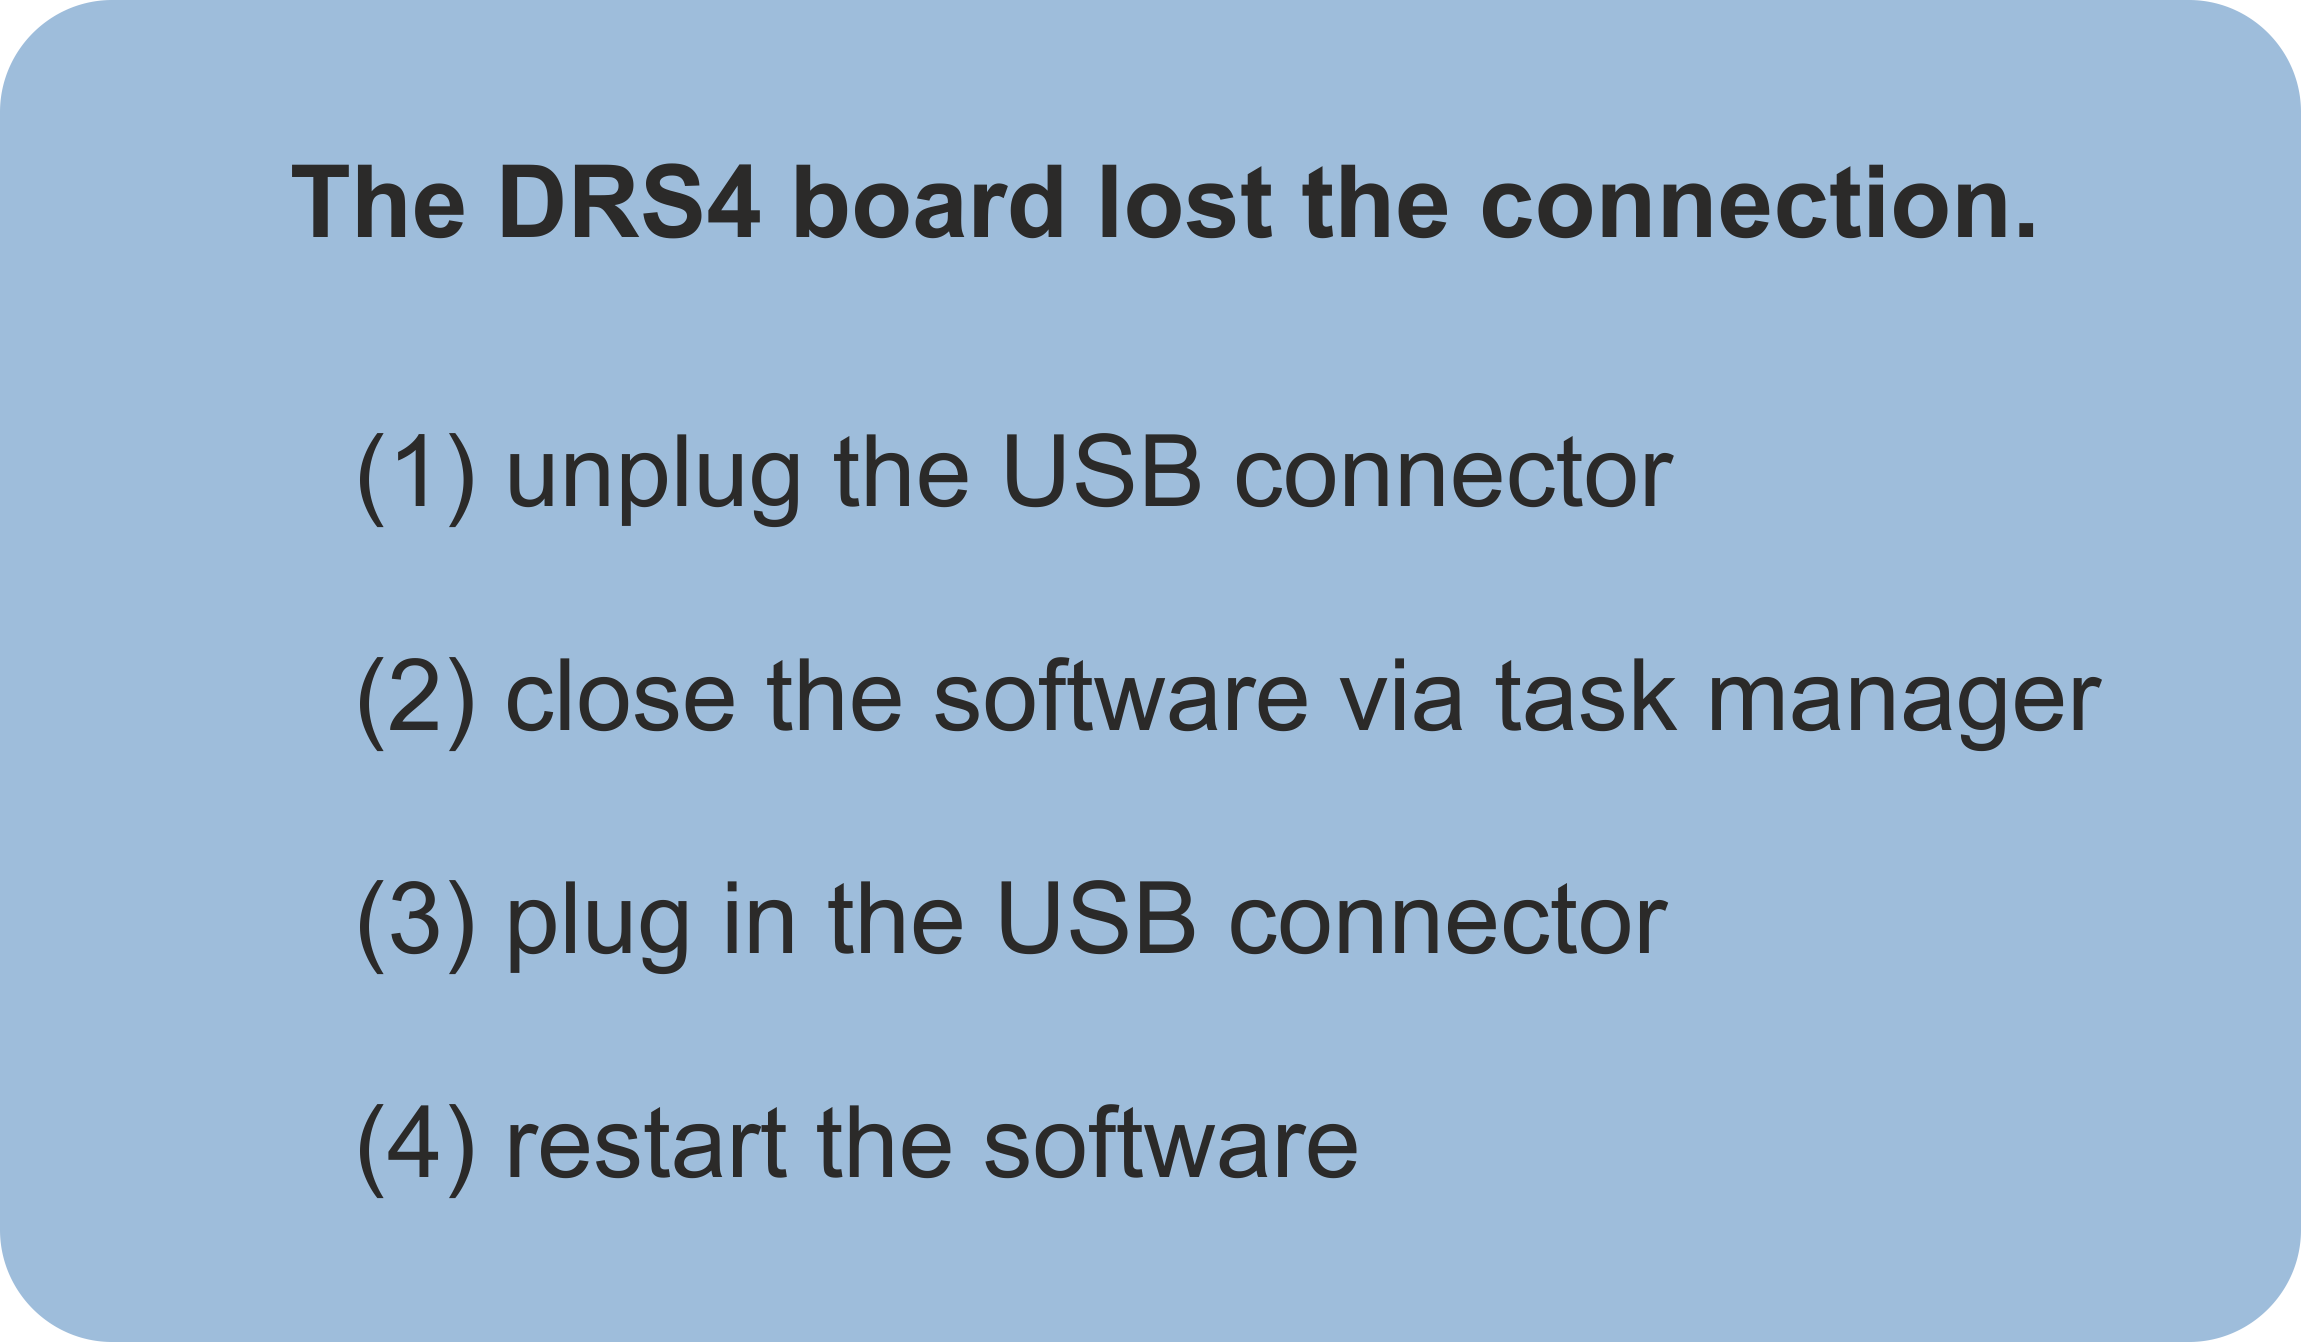 The DRS4 board lost the connection.
(1) unplug the USB connector
(2) close the software via task manager
(3) plug in the USB connector
(4) restart the software